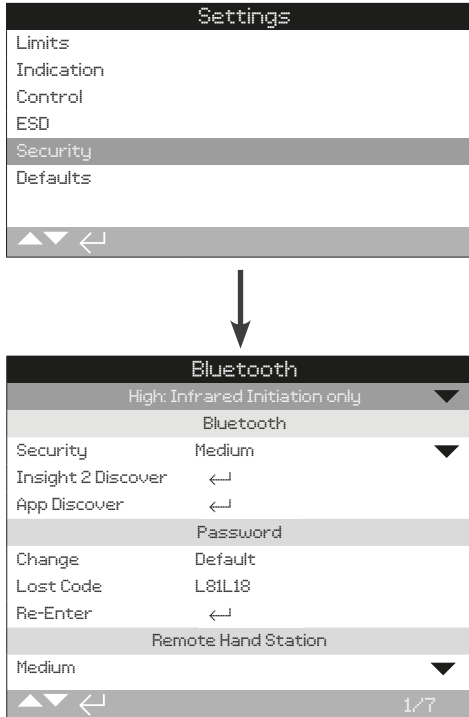 Settings
Limits
Indication
Control
ESD
Security
Defaults
Bluetooth
High: Infrared Initiation only
Bluetooth
Security Medium
Insight 2 Discover
App Discover
Password
Change Default
Lost Code L81L18
Re-Enter
Remote Hand Station
Medium
1/7